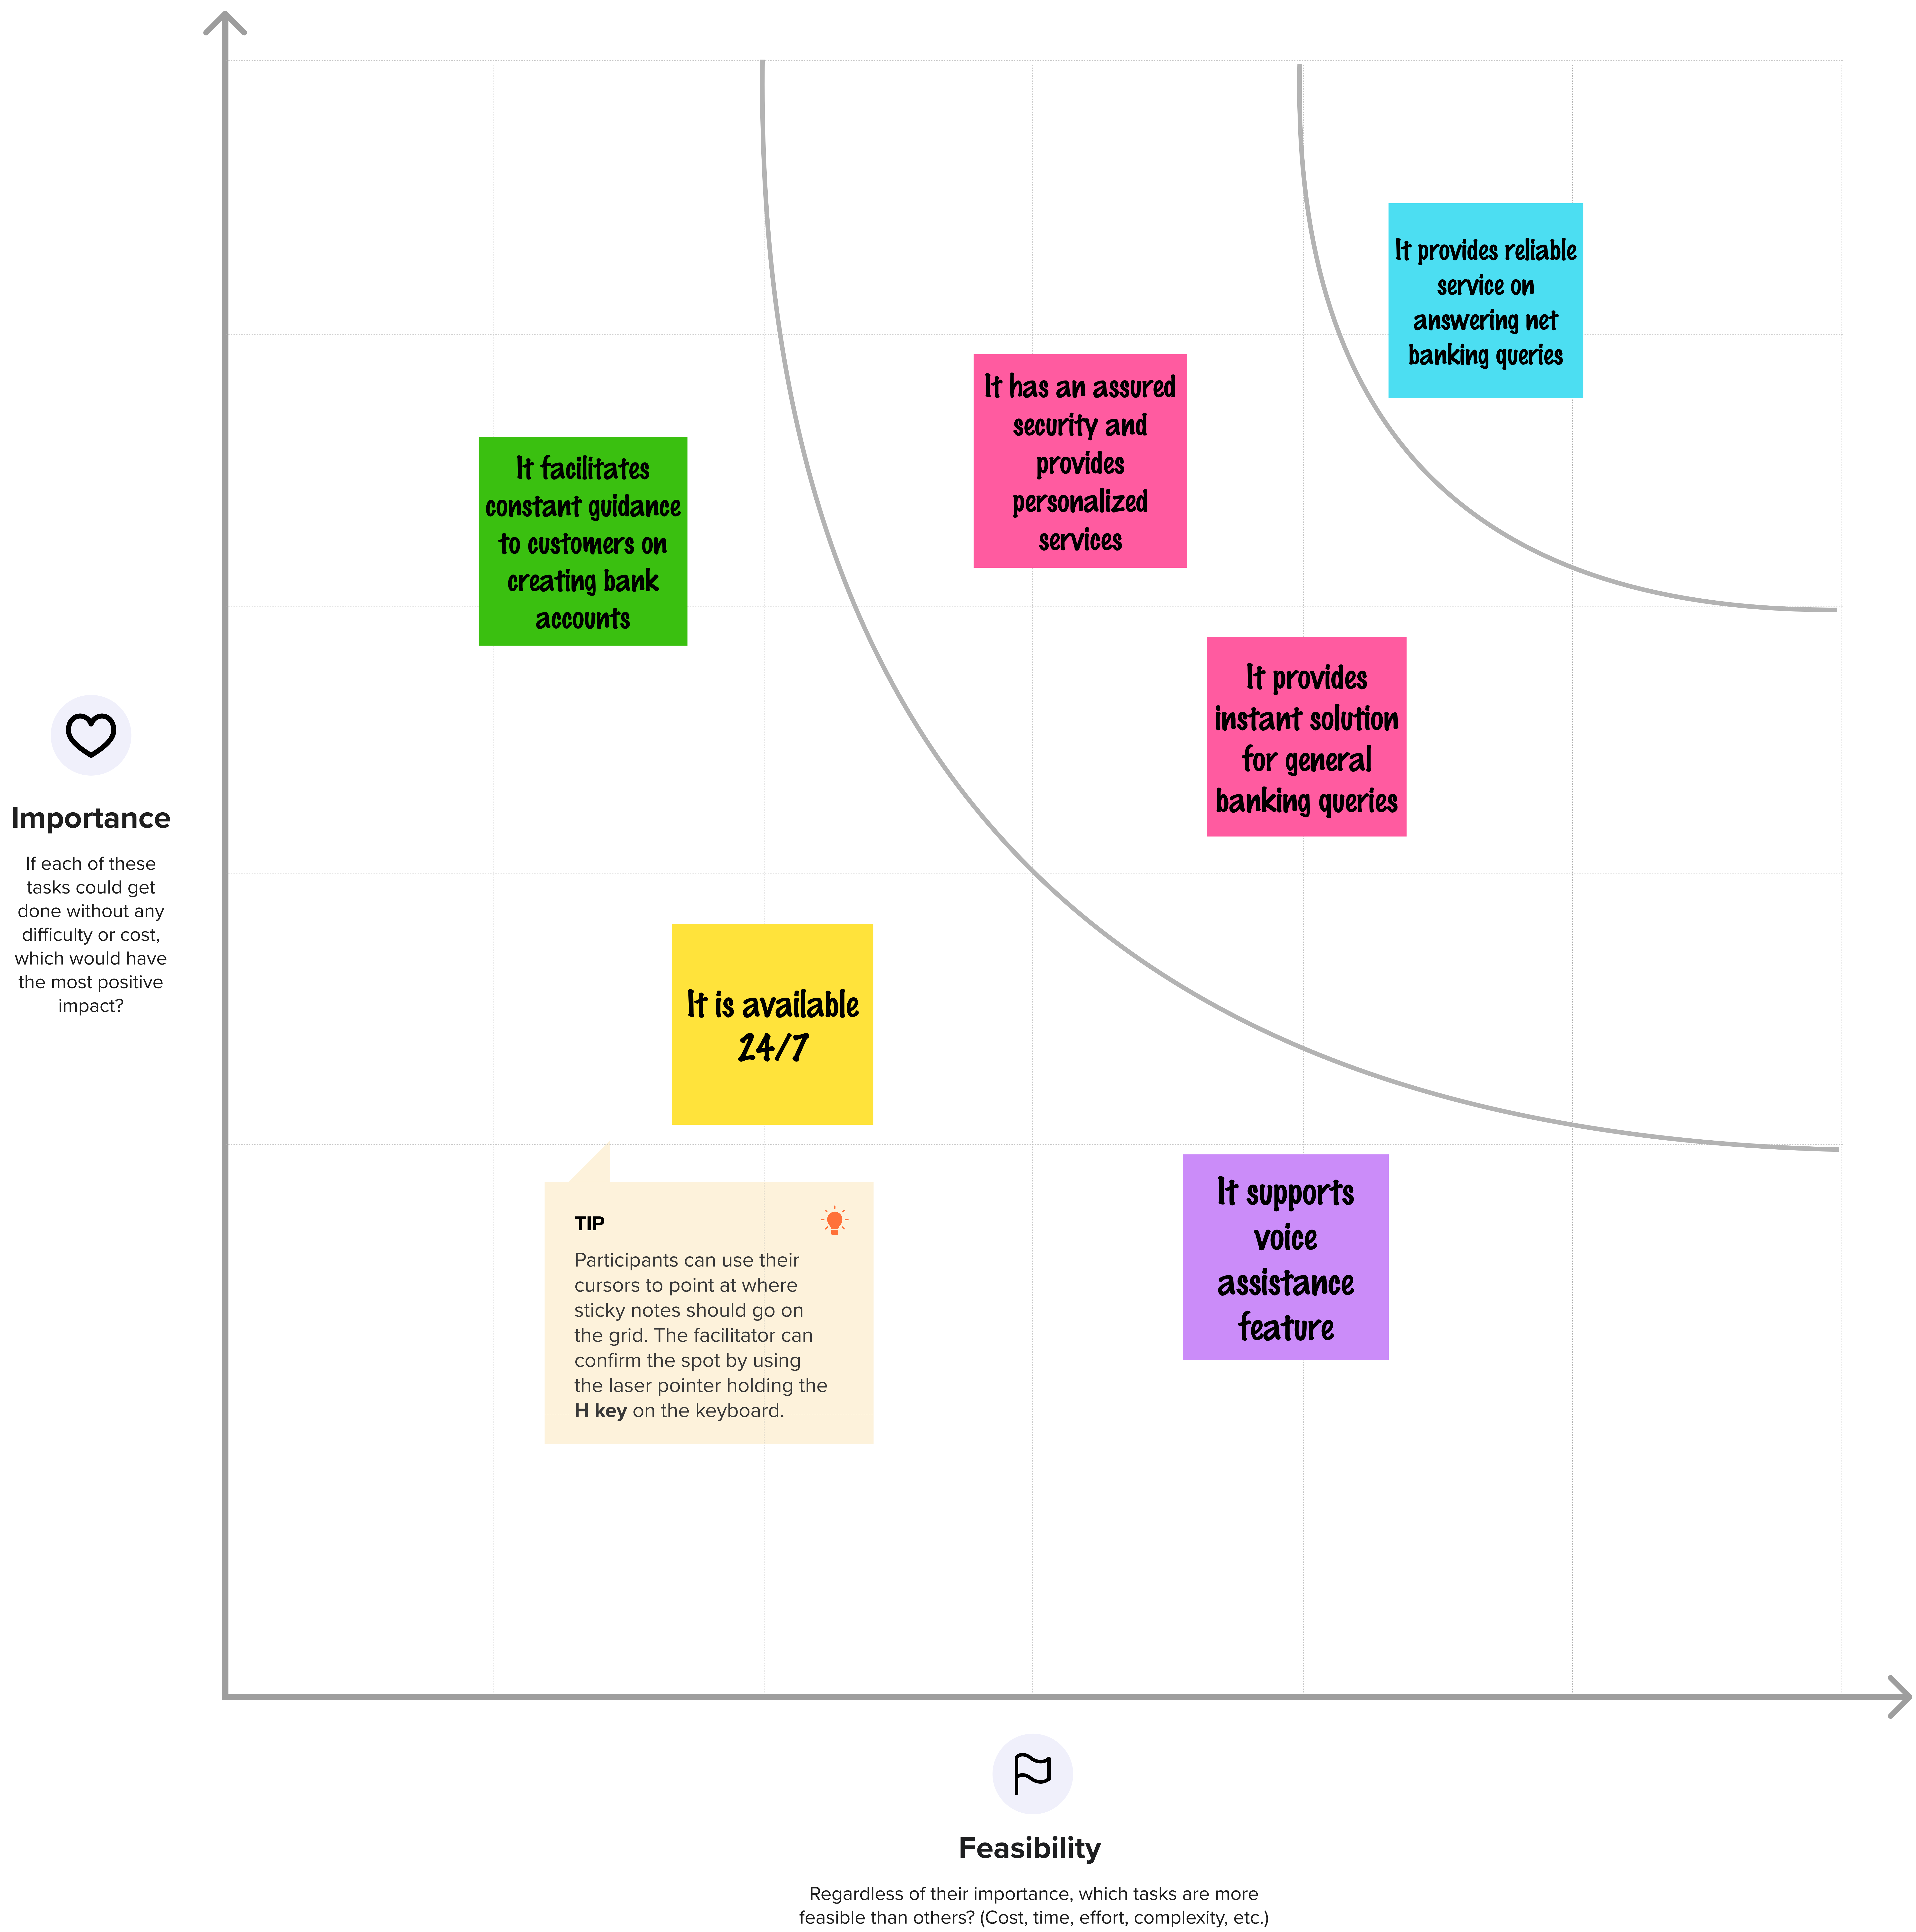 It provides reliable
service on
answering net
banking queries
It has an assured
security and
provides
personalized
services
It facilitates
constant guidance
to customers on
creating bank
accounts
It provides
instant solution
for general
banking queries
Importance
If each of these
tasks could get
done without any
difficulty or cost,
which would have
the most positive
impact?
It is available
24/7
It supports
voice
assistance
feature
TIP
Participants can use their
cursors to point at where
sticky notes should go on
the grid. The facilitator can
confirm the spot by using
the laser pointer holding the
H key on the keyboard.
Feasibility
Regardless of their importance, which tasks are more
feasible than others? (Cost, time, effort, complexity, etc.)